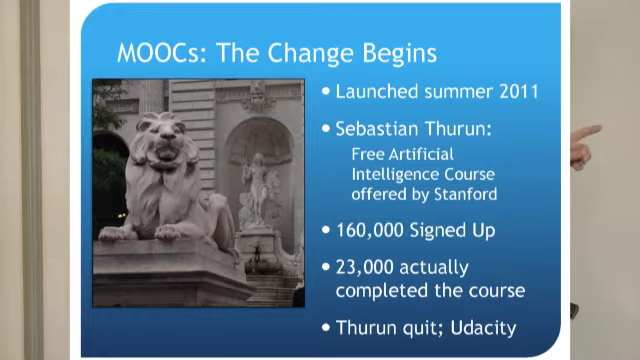 MOOCs: The Change Begins
• Launched summer 2011
• Sebastian Thurun:
Free Artificial
Intelligence Course
offered by Stanford
• 160,000 Signed Up
• 23,000 actually
completed the course
• Thurun quit; Udacity